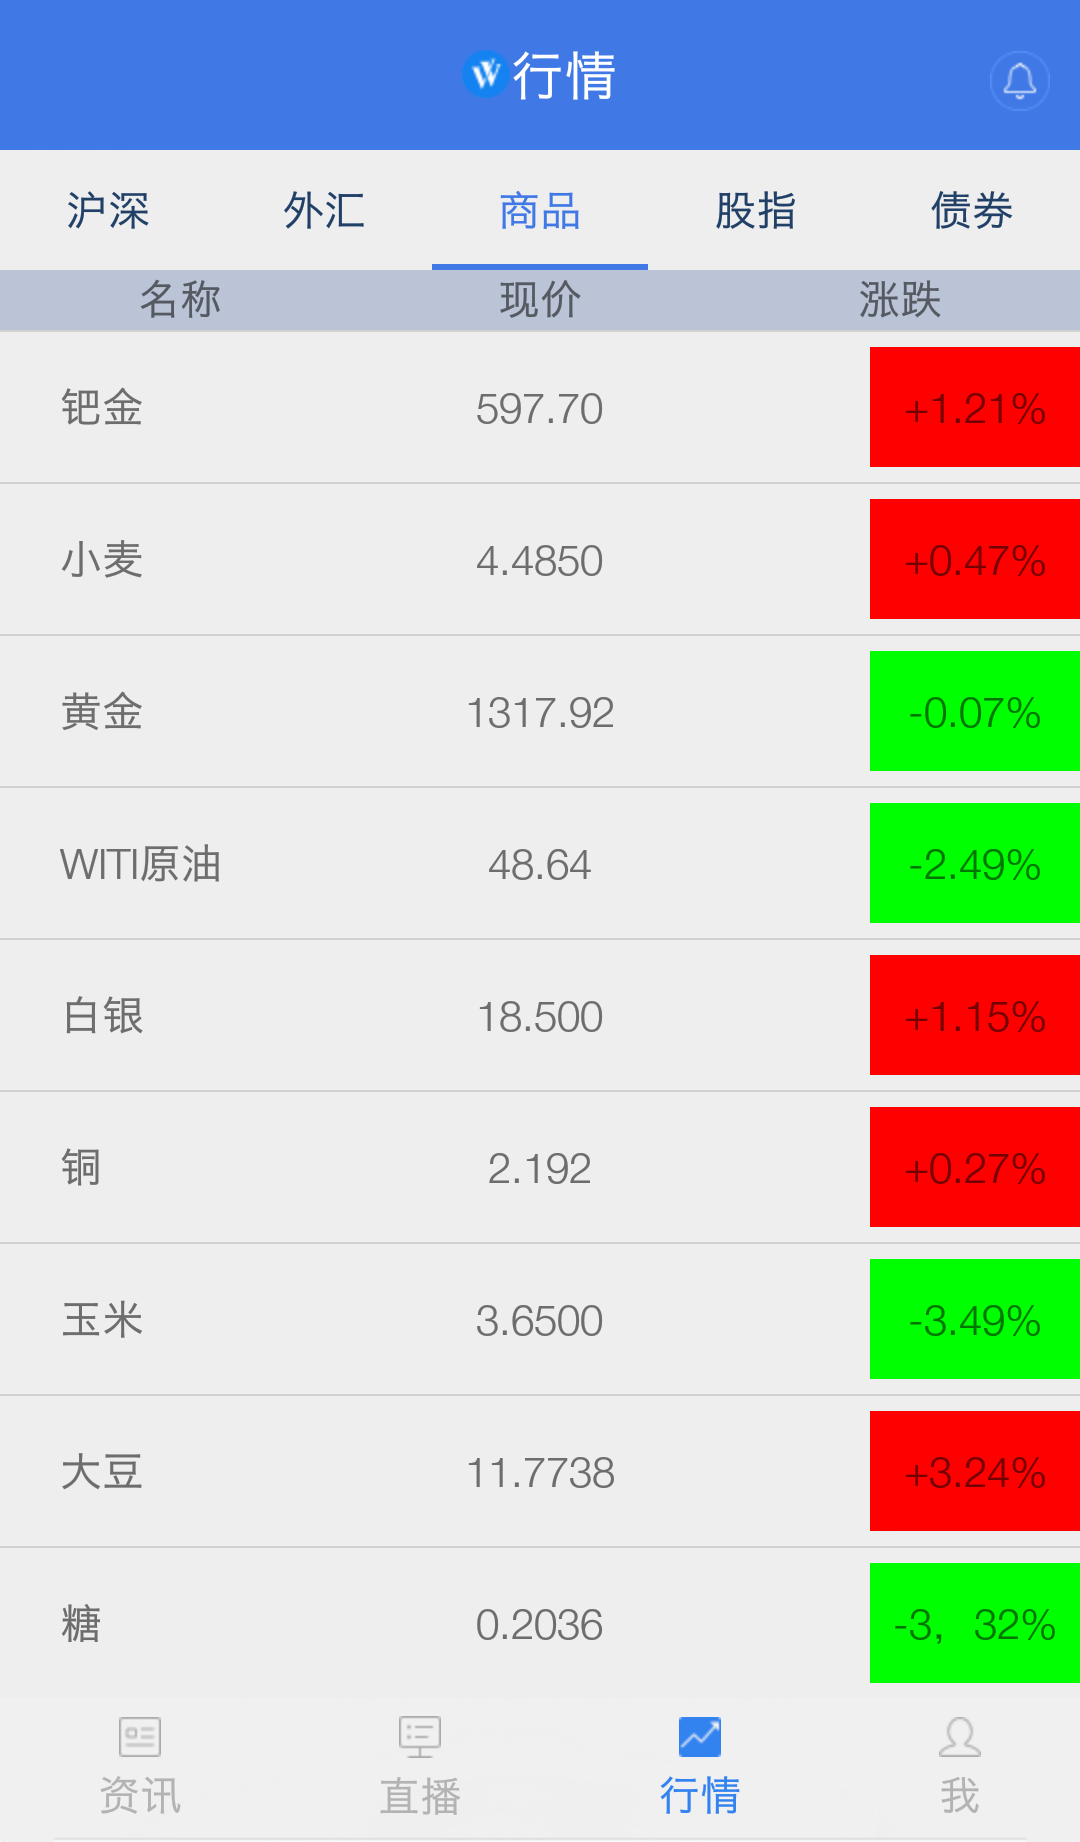 W行情
沪深 外汇 商品 股指 债券
名称 现价 涨跌
钯金 597.70 +1.21%
小麦 4.4850 +0.47%
黄金 1317.92 -0.07%
WITI原油 48.64 -2.49%
白银 18.500 +1.15%
铜 2.192 +0.27%
玉米 3.6500 -3.49%
大豆 11.7738 +3.24%
糖 0.2036 -3，32%
资讯 直播 行情 我